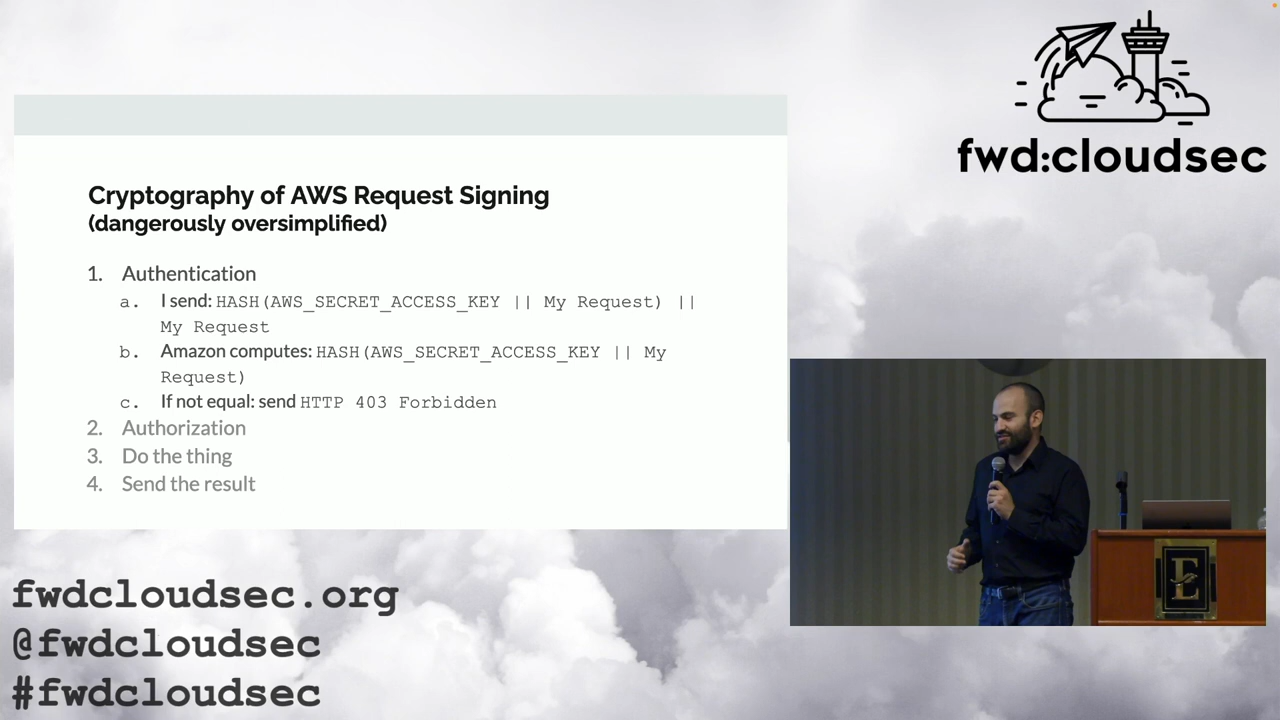 fwd:cloudsec
Cryptography of AWS Request Signing
(dangerously oversimplified)
1. Authentication
a. I send: HASH(AWS_SECRET_ACCESS_KEY || My Request) ||
My Request
b. Amazon computes: HASH(AWS_SECRET_ACCESS_KEY || My
Request)
c. If not equal: send HTTP 403 Forbidden
2. Authorization
3. Do the thing
4. Send the result
E
fwdcloudsec.org
@fwdcloudsec
#fwdcloudsec